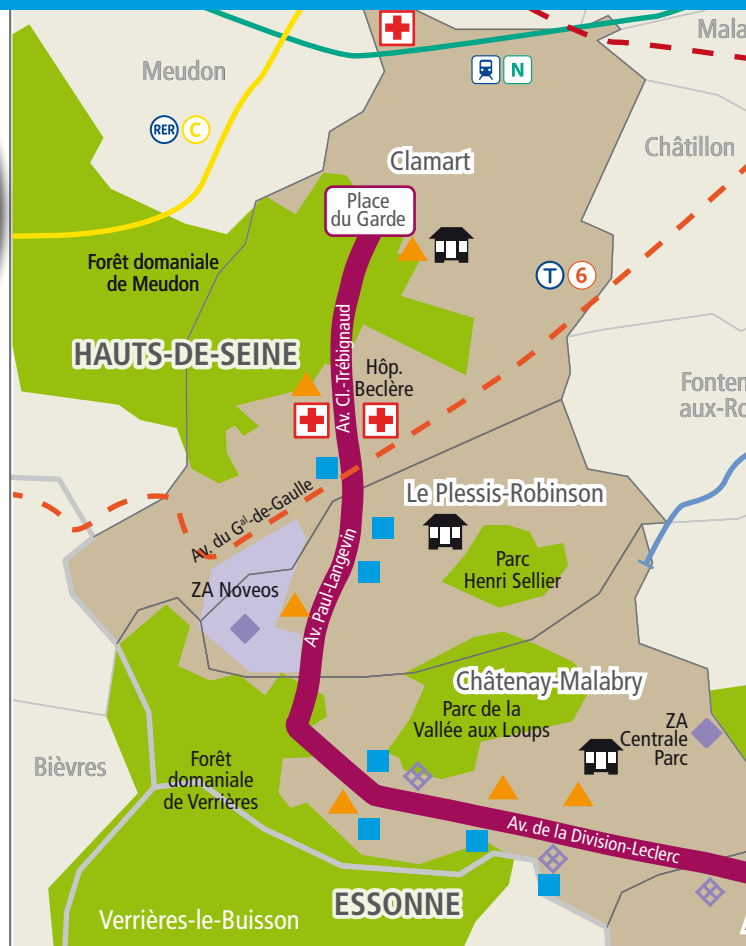 Mala
Meudon
N
RER C
Châtillon
Clamart
Place
du Garde
Forêt domaniale
de Meudon
T 6
HAUTS-DE-SEINE
Av. Cl.-Trébignaud
Hôp.
Beclère
Fonten
aux-Ro
Av. du Gal-de-Gaulle
Le Plessis-Robinson
Av. Paul-Langevin
Parc
Henri Sellier
ZA Noveos
Châtenay-Malabry
Parc de la
Vallée aux Loups
ZA
Centrale
Parc
Bièvres
Forêt
domaniale
de Verrières
Av. de la Division-Leclerc
ESSONNE
Verrières-le-Buisson